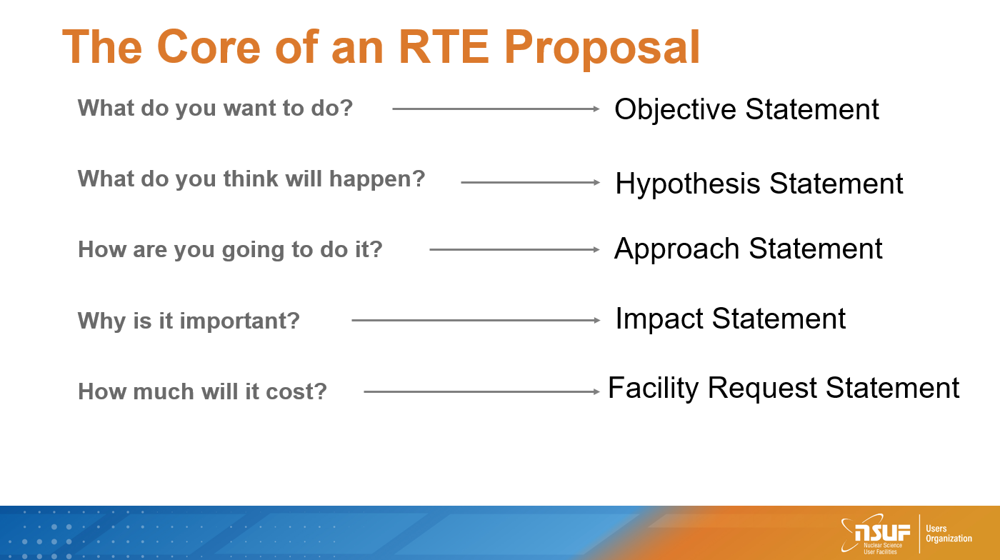 The Core of an RTE Proposal
What do you want to do?
Objective Statement
What do you think will happen?
Hypothesis Statement
How are you going to do it?
Approach Statement
Why is it important?
Impact Statement
How much will it cost?
Facility Request Statement
nsuf
Nuclear Science
User Facilities
Users
Organization